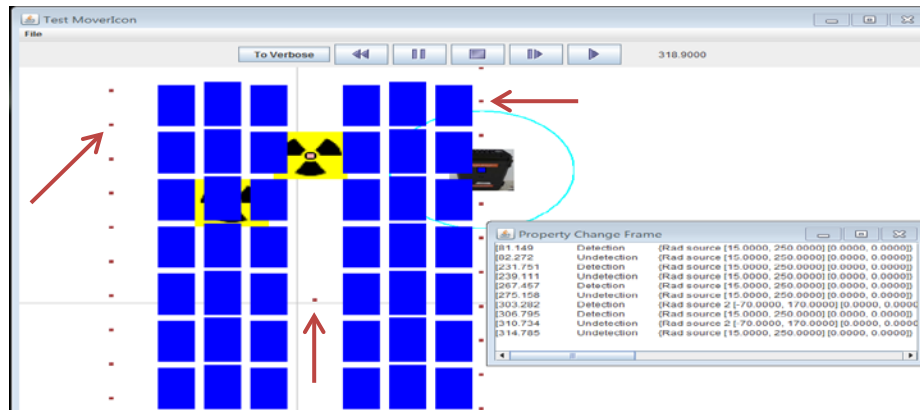 Test MoverIcon
File
To Verbose 318.9000
Property Change Frame
[81.149 Detection {Rad source [15.0000, 250.0000] [0.0000, 0.0000]}
[82.272 Undetection {Rad source [15.0000, 250.0000] [0.0000, 0.0000]}
[231.751 Detection {Rad source [15.0000, 250.0000] [0.0000, 0.0000]}
[239.111 Undetection {Rad source [15.0000, 250.0000] [0.0000, 0.0000]}
[267.457 Detection {Rad source [15.0000, 250.0000] [0.0000, 0.0000]}
[275.158 Undetection {Rad source [15.0000, 250.0000] [0.0000, 0.0000]}
[303.282 Detection {Rad source 2 [-70.0000, 170.0000] [0.0000, 0.000
[306.795 Detection {Rad source [15.0000, 250.0000] [0.0000, 0.0000]}
[310.734 Undetection {Rad source 2 [-70.0000, 170.0000] [0.0000, 0.000
[314.785 Undetection {Rad source [15.0000, 250.0000] [0.0000, 0.0000]}